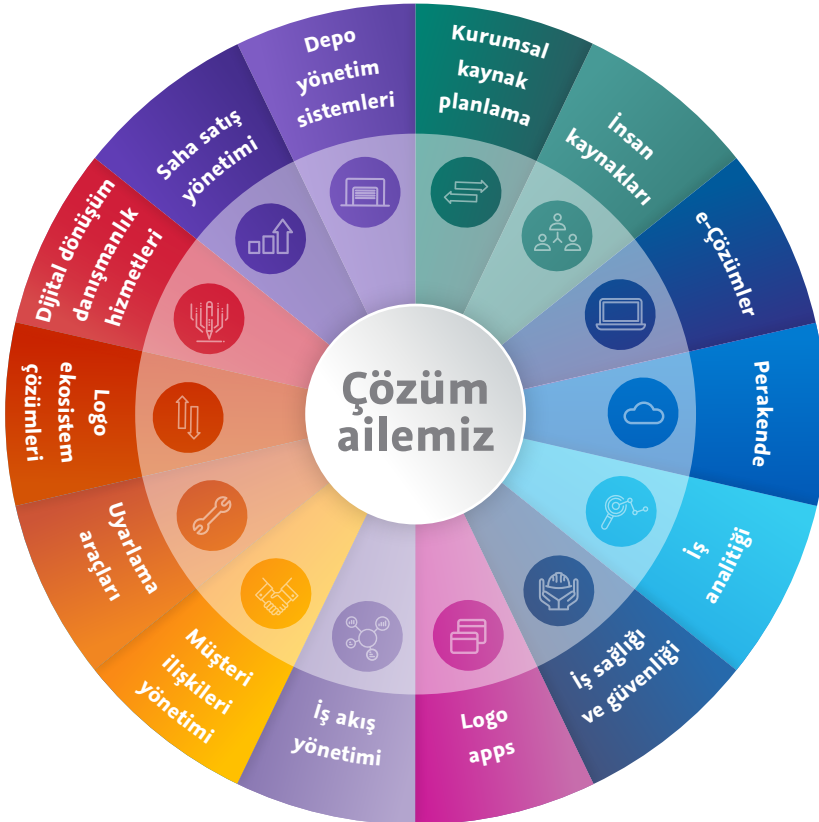 Kurumsal
kaynak
planlama
İnsan
kaynakları
e-Çözümler
Perakende
İş
analitiği
İş sağlığı
ve güvenliği
Logo
apps
İş akış
yönetimi
Müşteri
ilişkileri
yönetimi
Uyarlama
araçları
Logo
ekosistem
çözümleri
Dijital dönüşüm
danışmanlık
hizmetleri
Saha satış
yönetimi
Depo
yönetim
sistemleri
Çözüm
ailemiz